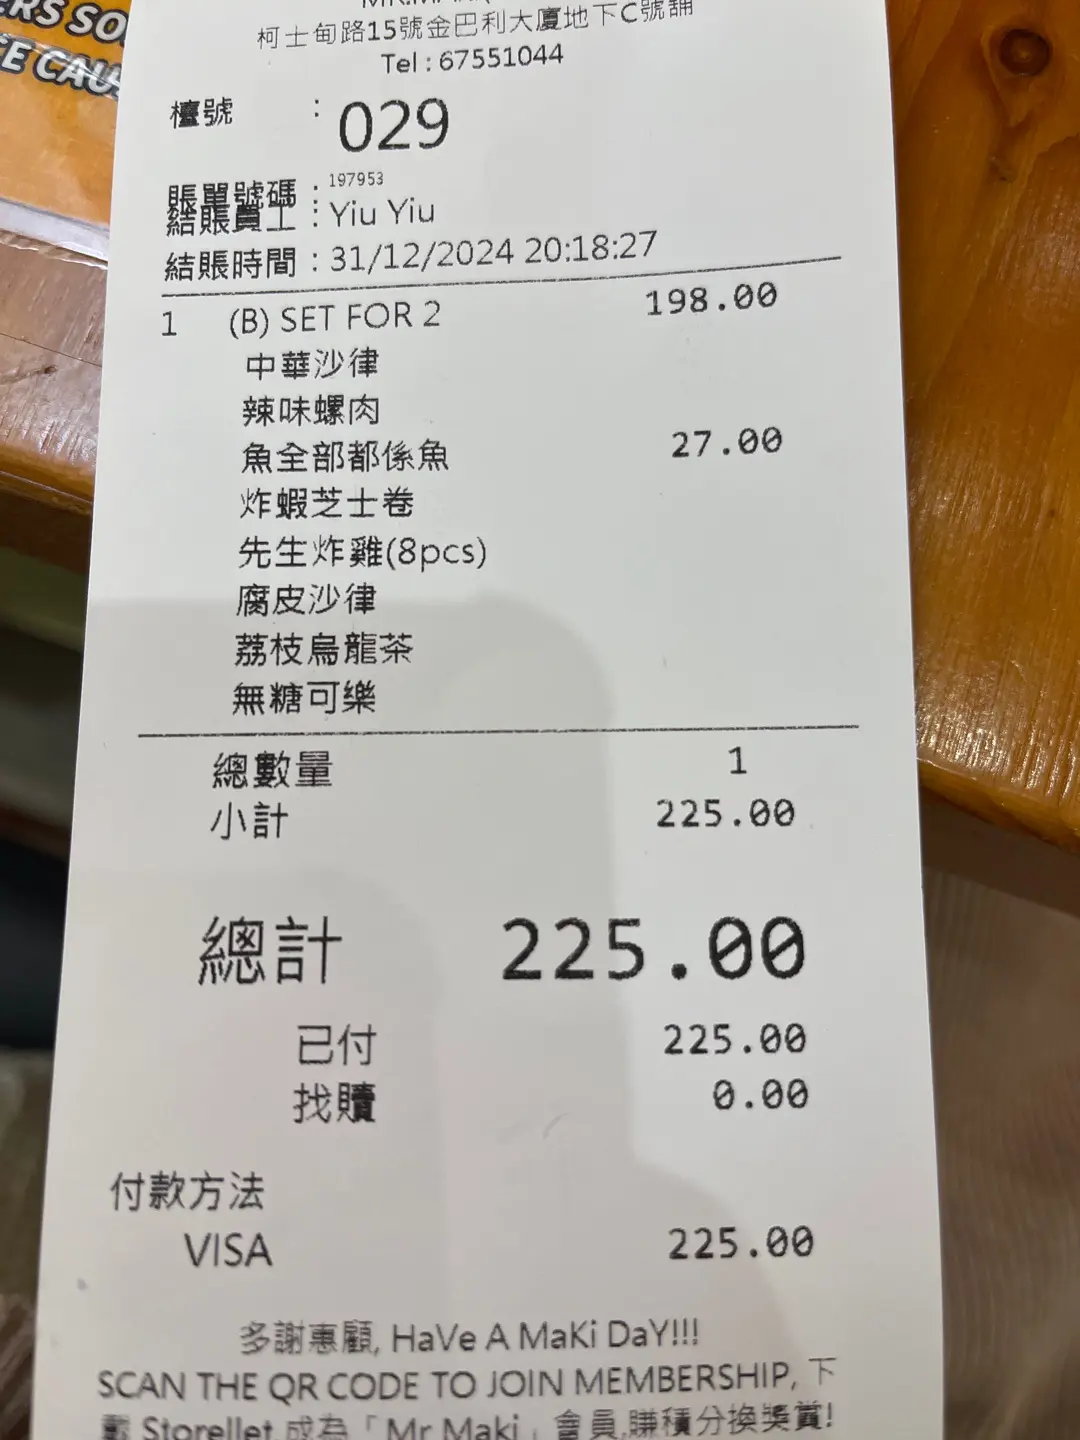 ERS SO
E CAUS
柯士甸路15號金巴利大廈地下C號舖
Tel : 67551044
檯號 : 029
賬單號碼 : 197953
結賬員工 : Yiu Yiu
結賬時間 : 31/12/2024 20:18:27
1 (B) SET FOR 2 198.00
中華沙律
辣味螺肉
魚全部都係魚 27.00
炸蝦芝士卷
先生炸雞(8pcs)
腐皮沙律
荔枝烏龍茶
無糖可樂
總數量 1
小計 225.00
總計 225.00
已付 225.00
找贖 0.00
付款方法
VISA 225.00
多謝惠顧, HaVe A MaKi DaY!!!
SCAN THE QR CODE TO JOIN MEMBERSHIP, 下
載 Storellet 成為「Mr Maki」會員,賺積分換獎賞!